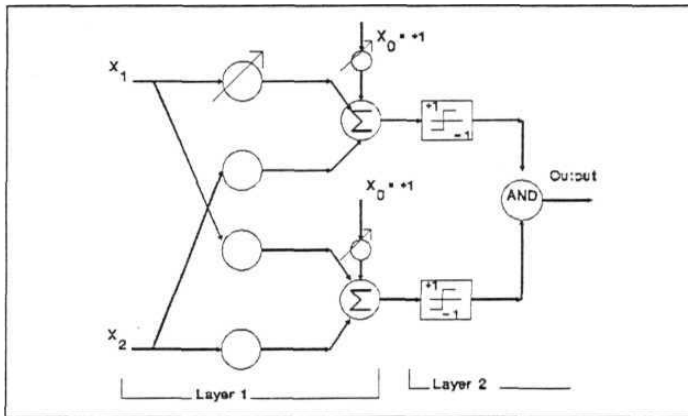 X0 = +1
X1
Σ
+1
-1
Output
AND
X0 = +1
Σ
+1
-1
X2
Layer 1
Layer 2